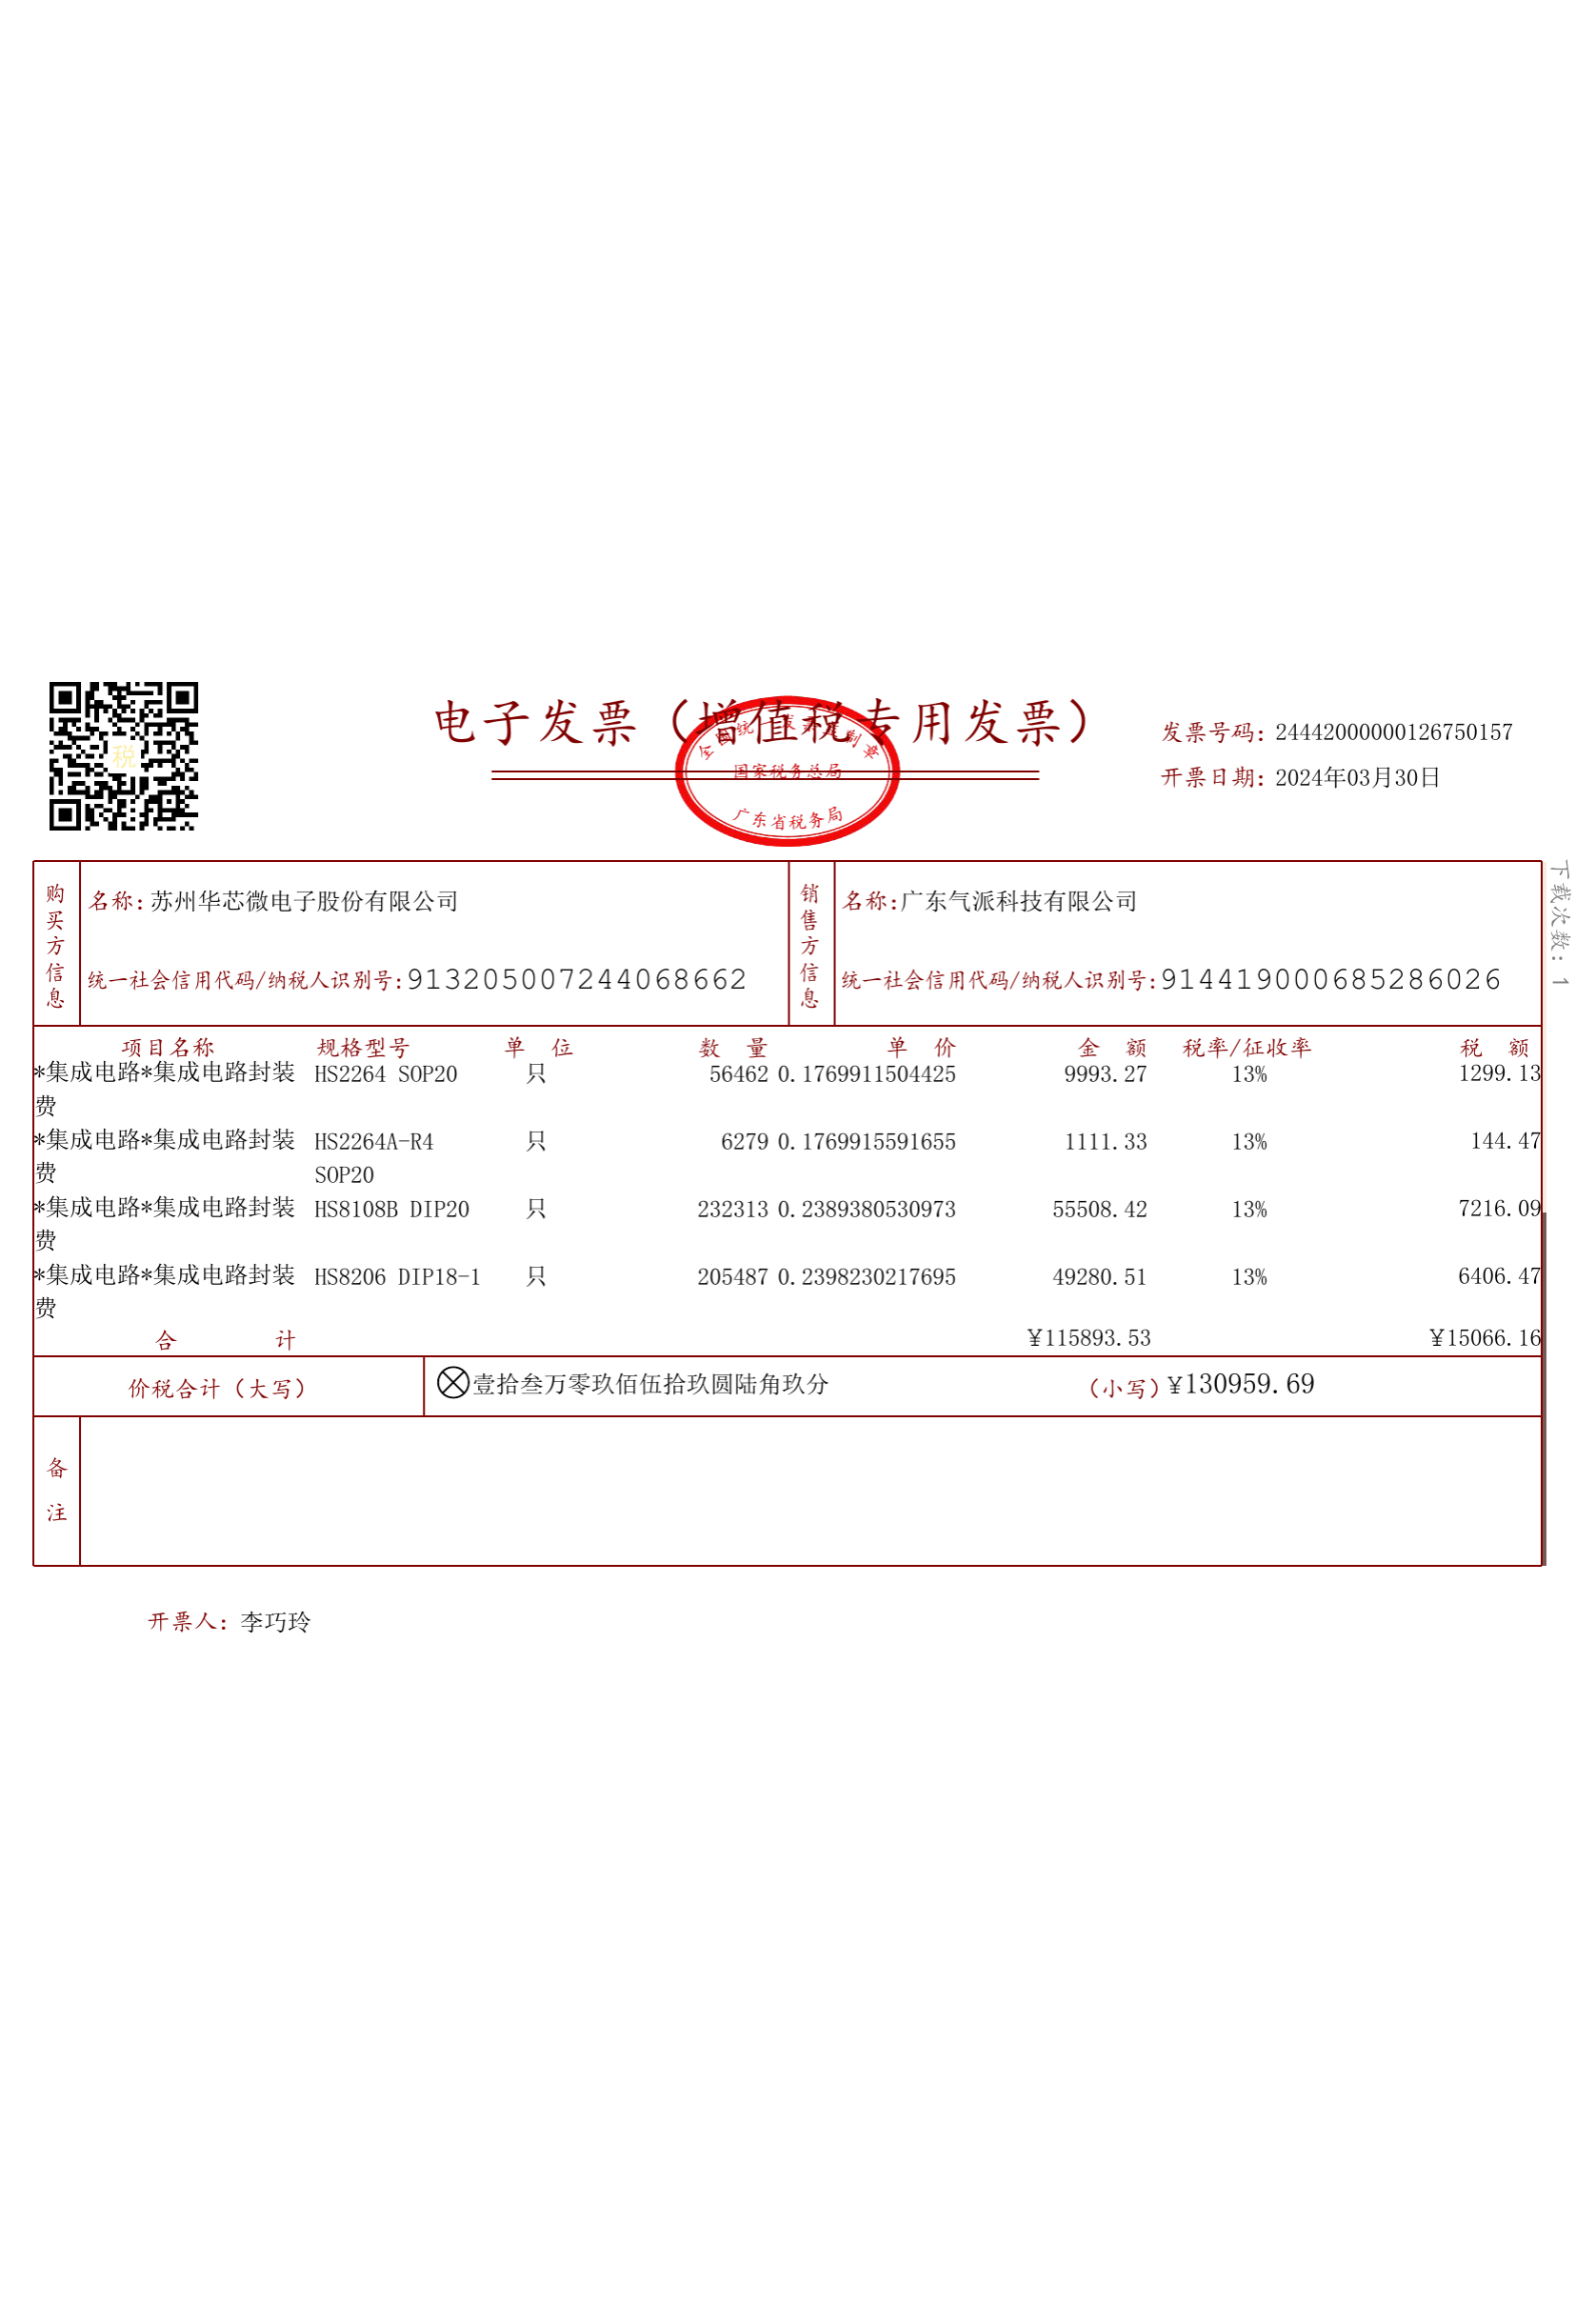 电子发票（增值税专用发票）
全国统一发票监制章
国家税务总局
广东省税务局
税
发票号码：24442000000126750157
开票日期：2024年03月30日
下载次数：1
购买方信息
名称：苏州华芯微电子股份有限公司
统一社会信用代码/纳税人识别号：913205007244068662
销售方信息
名称：广东气派科技有限公司
统一社会信用代码/纳税人识别号：914419000685286026
项目名称 规格型号 单 位 数 量 单 价 金 额 税率/征收率 税 额
*集成电路*集成电路封装 HS2264 SOP20 只 56462 0.1769911504425 9993.27 13% 1299.13
费
*集成电路*集成电路封装 HS2264A-R4 只 6279 0.1769915591655 1111.33 13% 144.47
费 SOP20
*集成电路*集成电路封装 HS8108B DIP20 只 232313 0.2389380530973 55508.42 13% 7216.09
费
*集成电路*集成电路封装 HS8206 DIP18-1 只 205487 0.2398230217695 49280.51 13% 6406.47
费
合 计 ¥115893.53 ¥15066.16
价税合计（大写） 壹拾叁万零玖佰伍拾玖圆陆角玖分 （小写）¥130959.69
备注
开票人：李巧玲